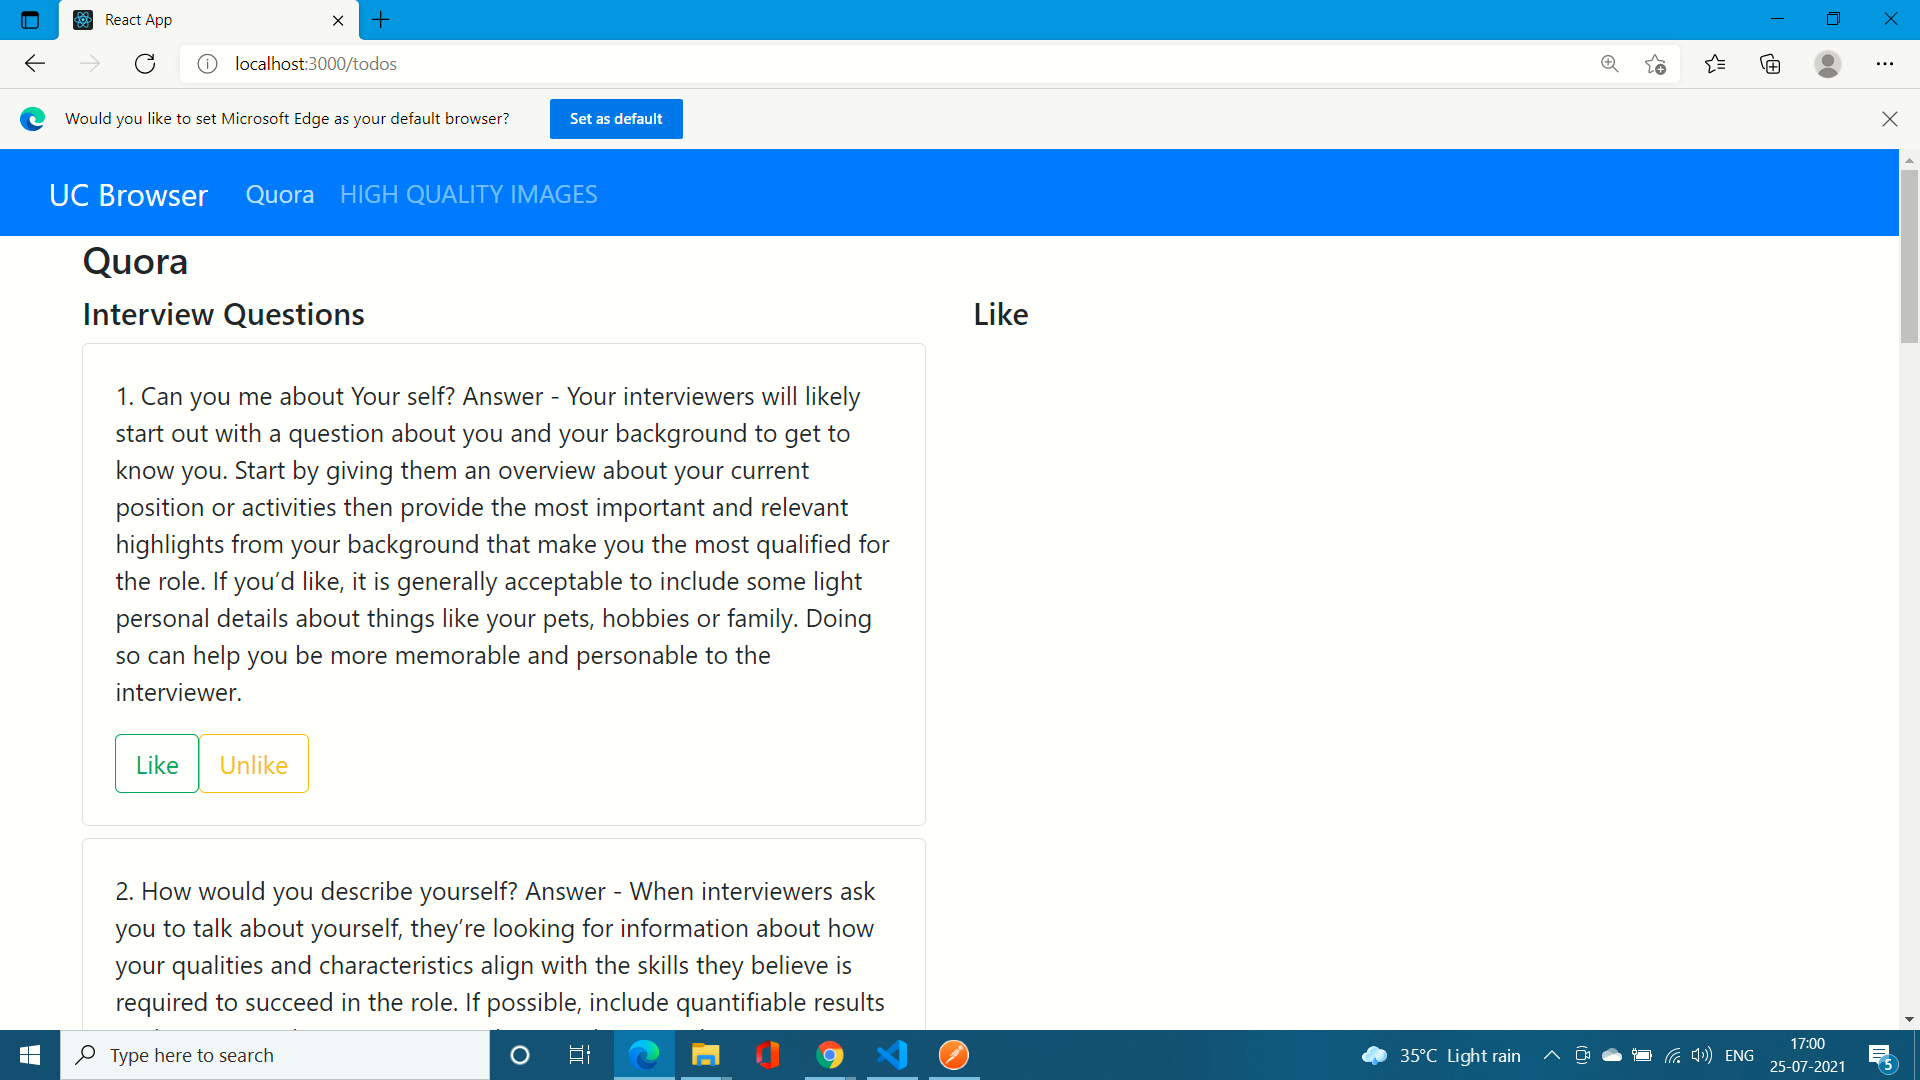 React App
localhost:3000/todos
Would you like to set Microsoft Edge as your default browser?
Set as default
UC Browser Quora HIGH QUALITY IMAGES
Quora
Interview Questions
Like
1. Can you me about Your self? Answer - Your interviewers will likely
start out with a question about you and your background to get to
know you. Start by giving them an overview about your current
position or activities then provide the most important and relevant
highlights from your background that make you the most qualified for
the role. If you’d like, it is generally acceptable to include some light
personal details about things like your pets, hobbies or family. Doing
so can help you be more memorable and personable to the
interviewer.
Like Unlike
2. How would you describe yourself? Answer - When interviewers ask
you to talk about yourself, they’re looking for information about how
your qualities and characteristics align with the skills they believe is
required to succeed in the role. If possible, include quantifiable results
Type here to search
35°C Light rain
ENG
17:00
25-07-2021
5